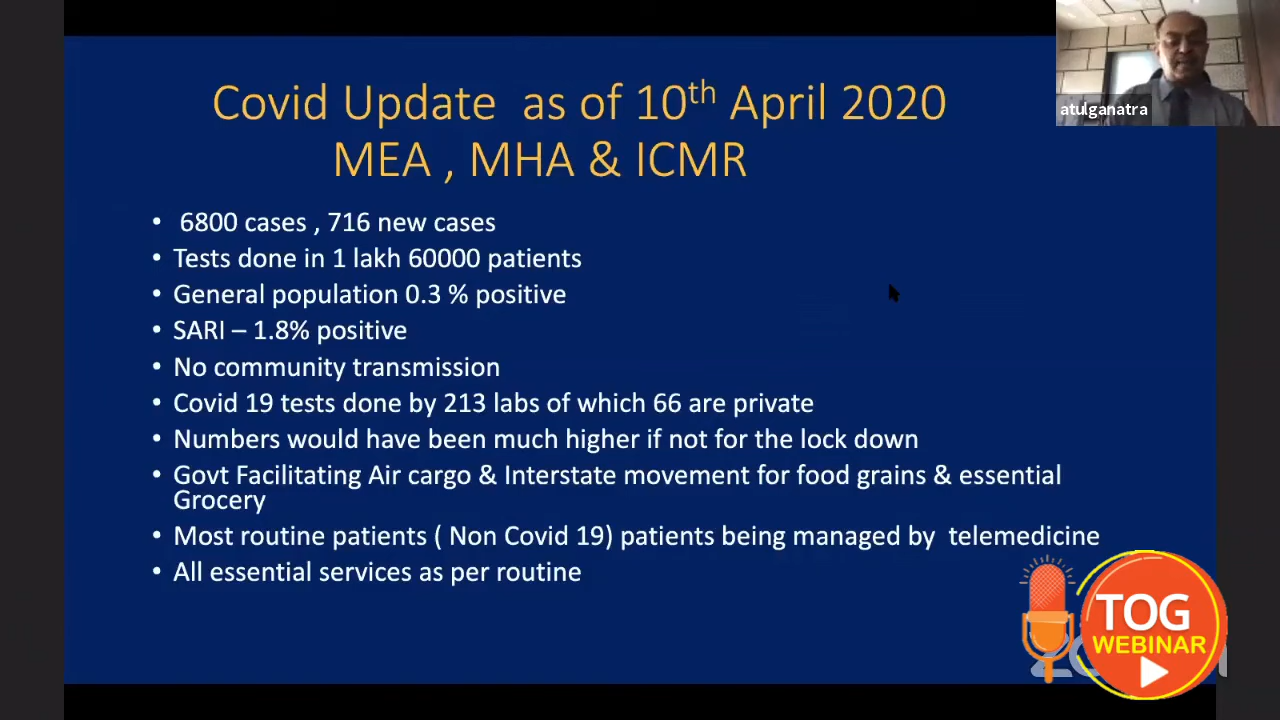 Covid Update as of 10th April 2020
MEA , MHA & ICMR
atulganatra
• 6800 cases , 716 new cases
• Tests done in 1 lakh 60000 patients
• General population 0.3 % positive
• SARI – 1.8% positive
• No community transmission
• Covid 19 tests done by 213 labs of which 66 are private
• Numbers would have been much higher if not for the lock down
• Govt Facilitating Air cargo & Interstate movement for food grains & essential
Grocery
• Most routine patients ( Non Covid 19) patients being managed by telemedicine
• All essential services as per routine
TOG
WEBINAR